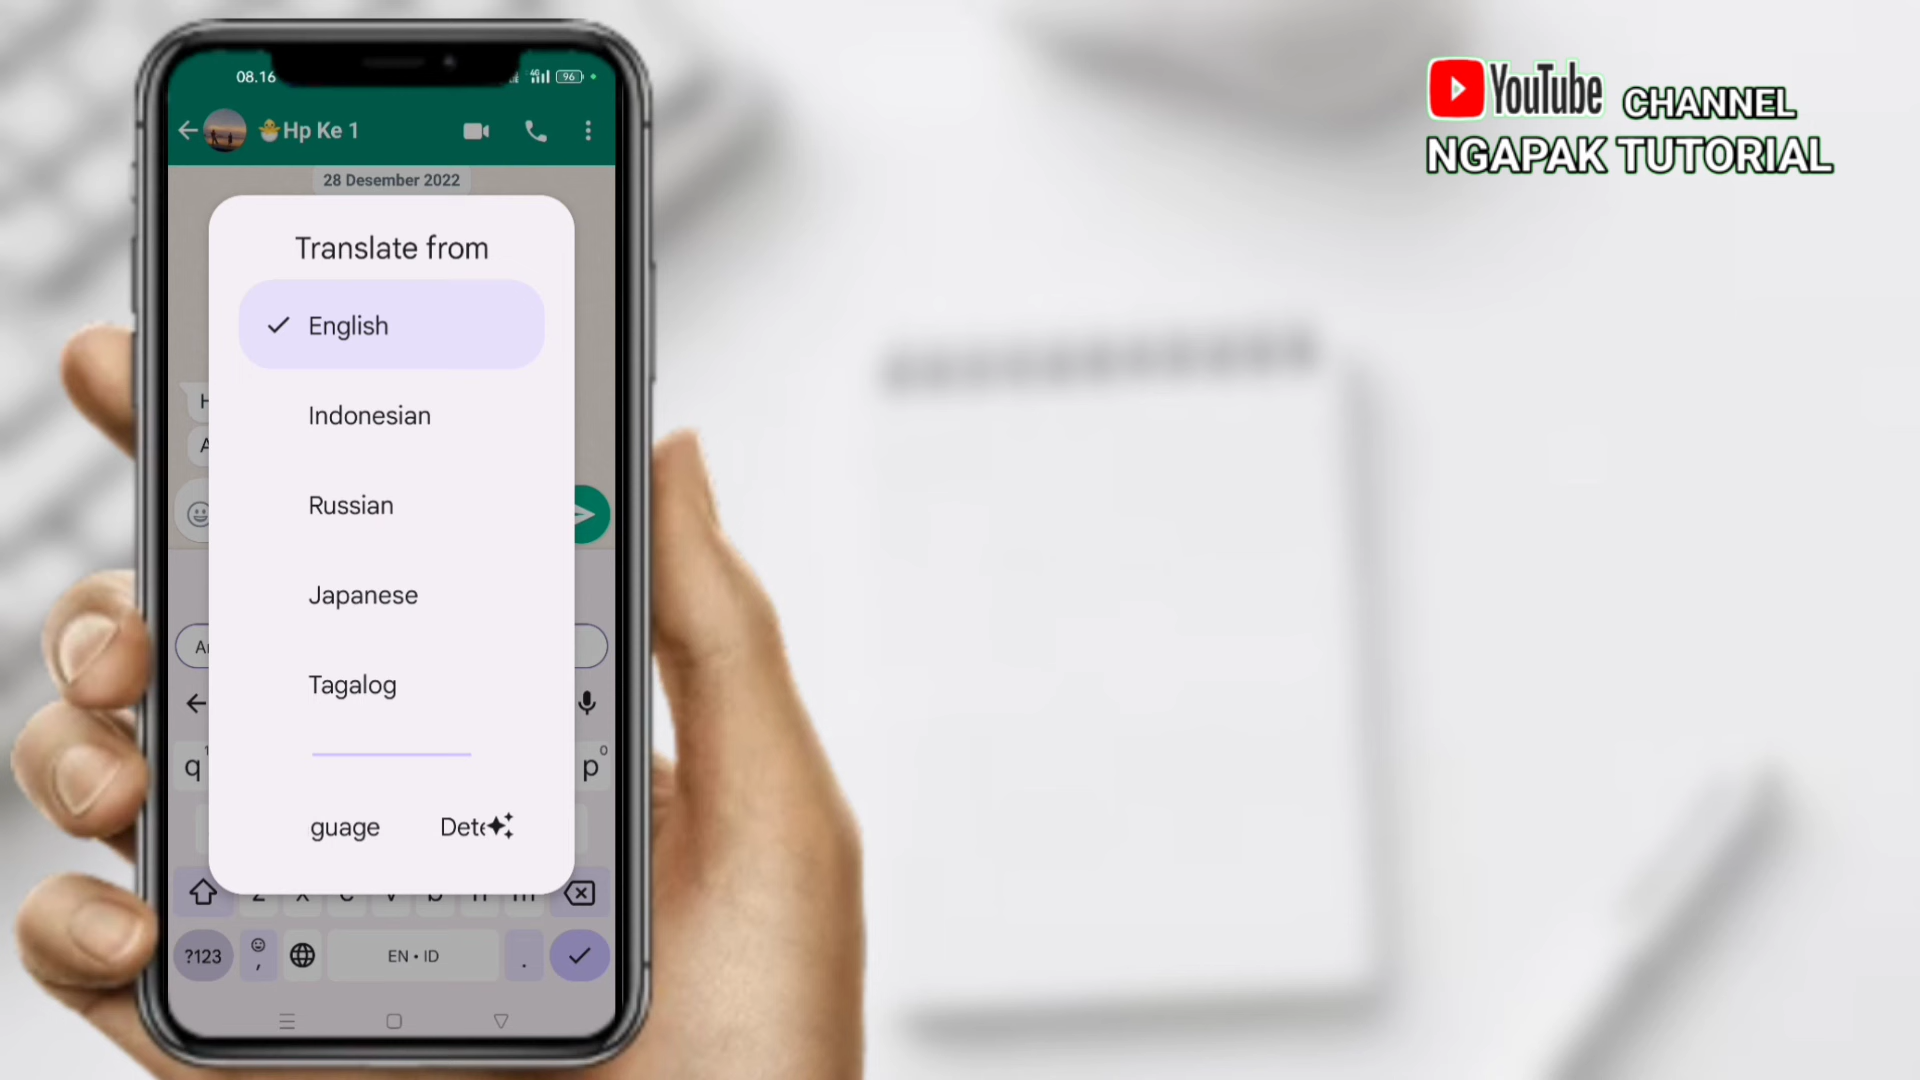 YouTube CHANNEL
NGAPAK TUTORIAL
08.16
96
Hp Ke 1
28 Desember 2022
Translate from
English
Indonesian
Russian
Japanese
Tagalog
guage
q p
?123 , EN • ID .